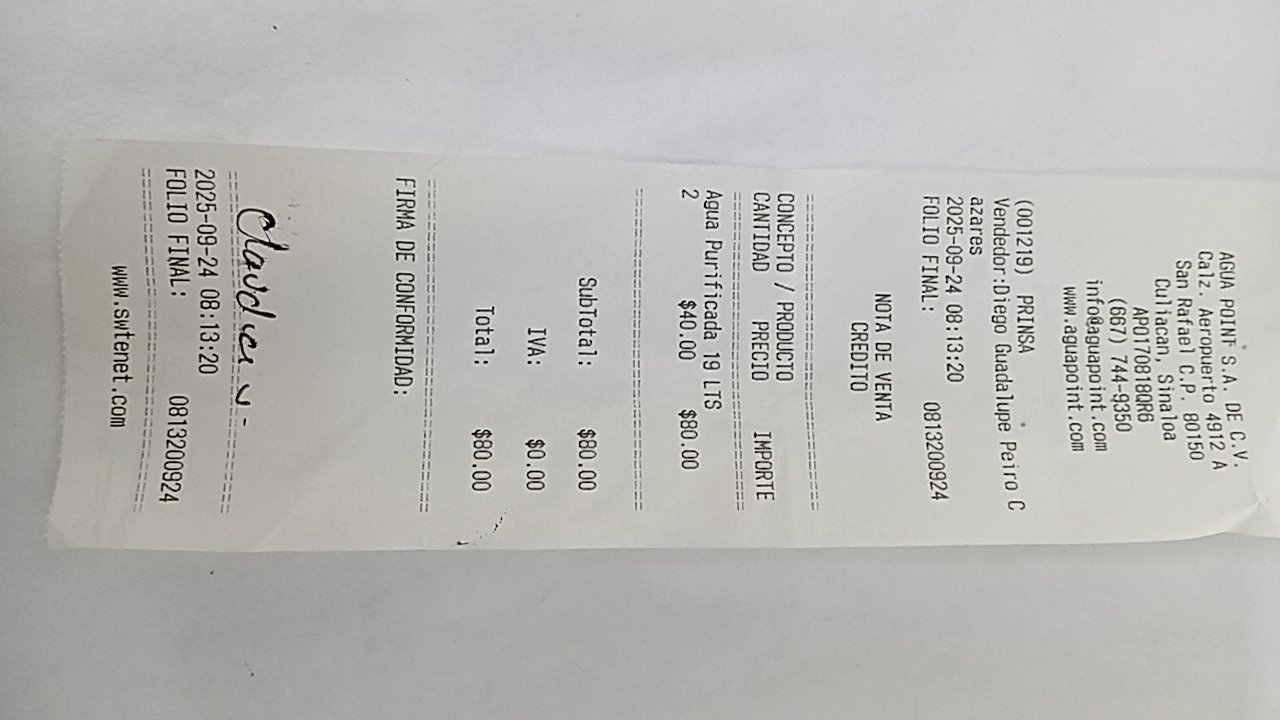 AGUA POINT S.A. DE C.V.
Calz. Aeropuerto 4912 A
San Rafael C.P. 80150
Culiacan, Sinaloa
APO170818QR6
(667) 744-9350
info@aguapoint.com
www.aguapoint.com
(001219) PRINSA
Vendedor:Diego Guadalupe Peiro C
azares
2025-09-24 08:13:20
FOLIO FINAL: 0813200924
NOTA DE VENTA
CREDITO
--------------------------------
CONCEPTO / PRODUCTO
CANTIDAD PRECIO IMPORTE
--------------------------------
Agua Purificada 19 LTS
2 $40.00 $80.00
--------------------------------
SubTotal: $80.00
IVA: $0.00
Total: $80.00
--------------------------------
FIRMA DE CONFORMIDAD:
--------------------------------
2025-09-24 08:13:20
FOLIO FINAL: 0813200924
--------------------------------
www.swtenet.com